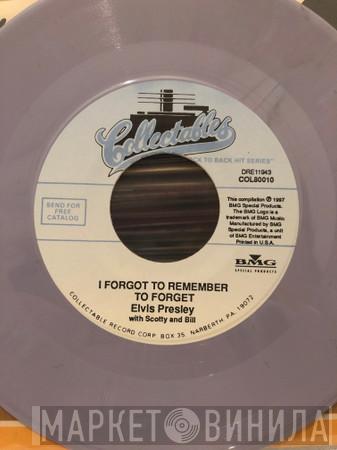 Collectables
"BACK TO BACK HIT SERIES"
DRE11943
COL80010
SEND FOR
FREE
CATALOG
This compilation ℗ 1997
BMG Special Products.
The BMG Logo is a
trademark of BMG Music.
Manufactured by BMG
Special Products, a unit
of BMG Entertainment
Printed in U.S.A.
BMG
SPECIAL PRODUCTS
I FORGOT TO REMEMBER
TO FORGET
Elvis Presley
with Scotty and Bill
COLLECTABLE RECORD CORP. BOX 35 NARBERTH, PA. 19072
МАРКЕТ ВИНИЛА